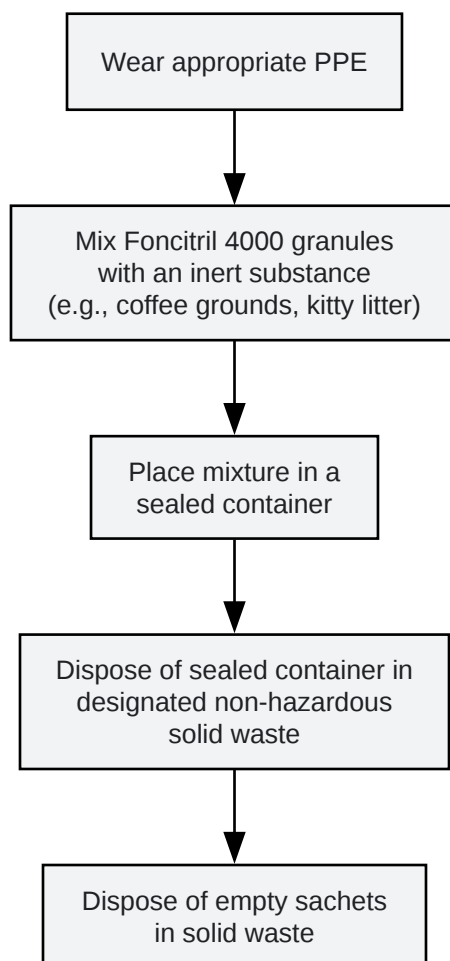 Wear appropriate PPE
Mix Foncitril 4000 granules
with an inert substance
(e.g., coffee grounds, kitty litter)
Place mixture in a
sealed container
Dispose of sealed container in
designated non-hazardous
solid waste
Dispose of empty sachets
in solid waste